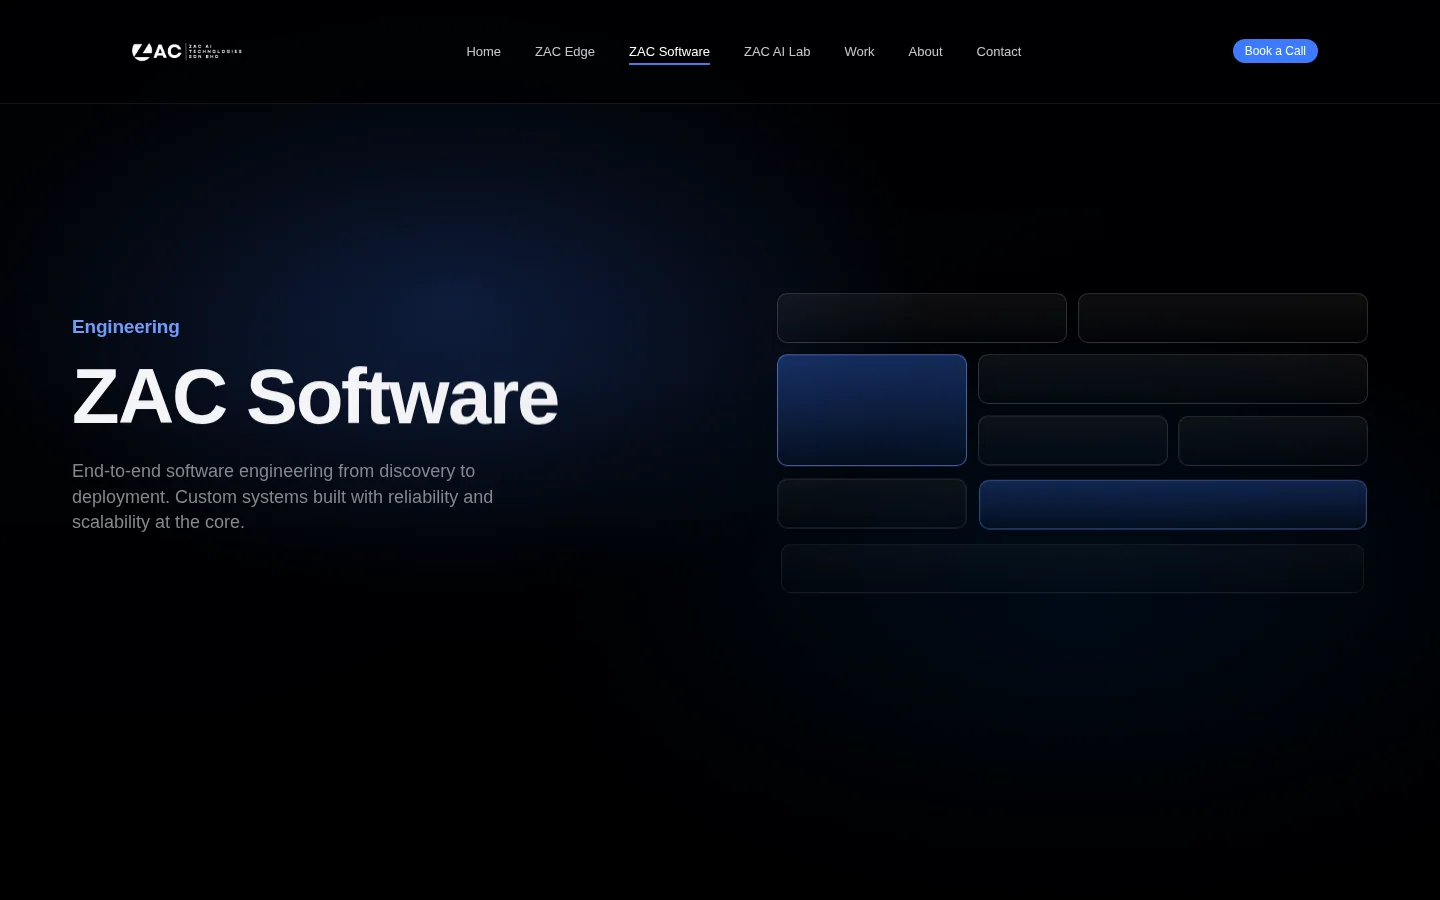 ZAC
ZAC AI
TECHNOLOGIES
SDN BHD
Home
ZAC Edge
ZAC Software
ZAC AI Lab
Work
About
Contact
Book a Call
Engineering
ZAC Software
End-to-end software engineering from discovery to
deployment. Custom systems built with reliability and
scalability at the core.